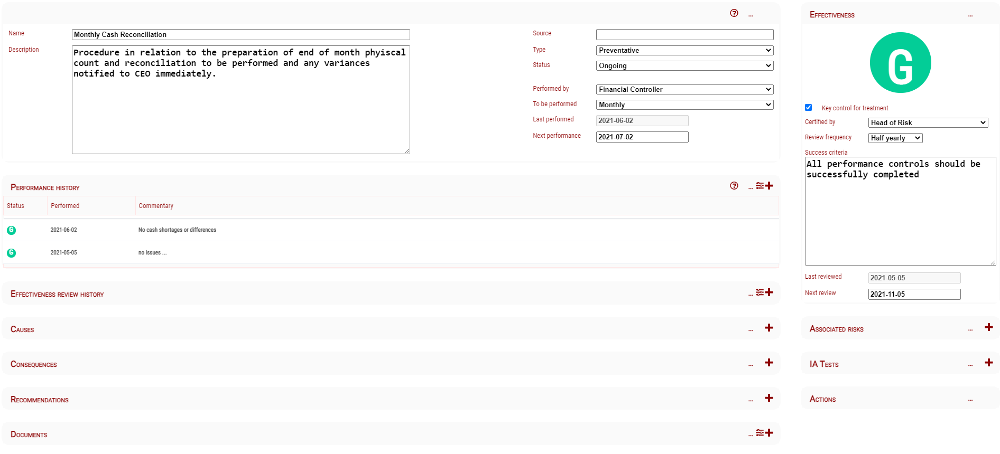 ...
Name
Monthly Cash Reconciliation
Description
Procedure in relation to the preparation of end of month phyiscal
count and reconciliation to be performed and any variances
notified to CEO immediately.
Source
Type
Preventative
Status
Ongoing
Performed by
Financial Controller
To be performed
Monthly
Last performed
2021-06-02
Next performance
2021-07-02
Performance history
...
Status Performed Commentary
G 2021-06-02 No cash shortages or differences
G 2021-05-05 no issues ...
Effectiveness review history
...
Causes
...
Consequences
...
Recommendations
...
Documents
...
Effectiveness
...
G
Key control for treatment
Certified by
Head of Risk
Review frequency
Half yearly
Success criteria
All performance controls should be
successfully completed
Last reviewed
2021-05-05
Next review
2021-11-05
Associated risks
...
IA Tests
...
Actions
...